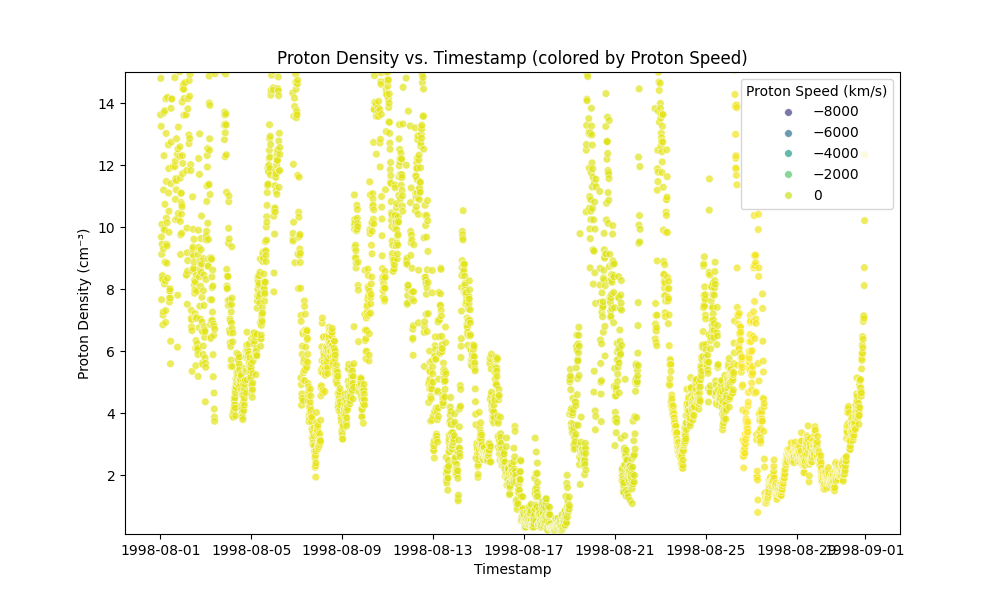 Proton Density vs. Timestamp (colored by Proton Speed)
Proton Speed (km/s)
−8000
−6000
−4000
−2000
0
14
12
10
8
6
4
2
Proton Density (cm⁻³)
1998-08-01 1998-08-05 1998-08-09 1998-08-13 1998-08-17 1998-08-21 1998-08-25 1998-08-29 1998-09-01
Timestamp